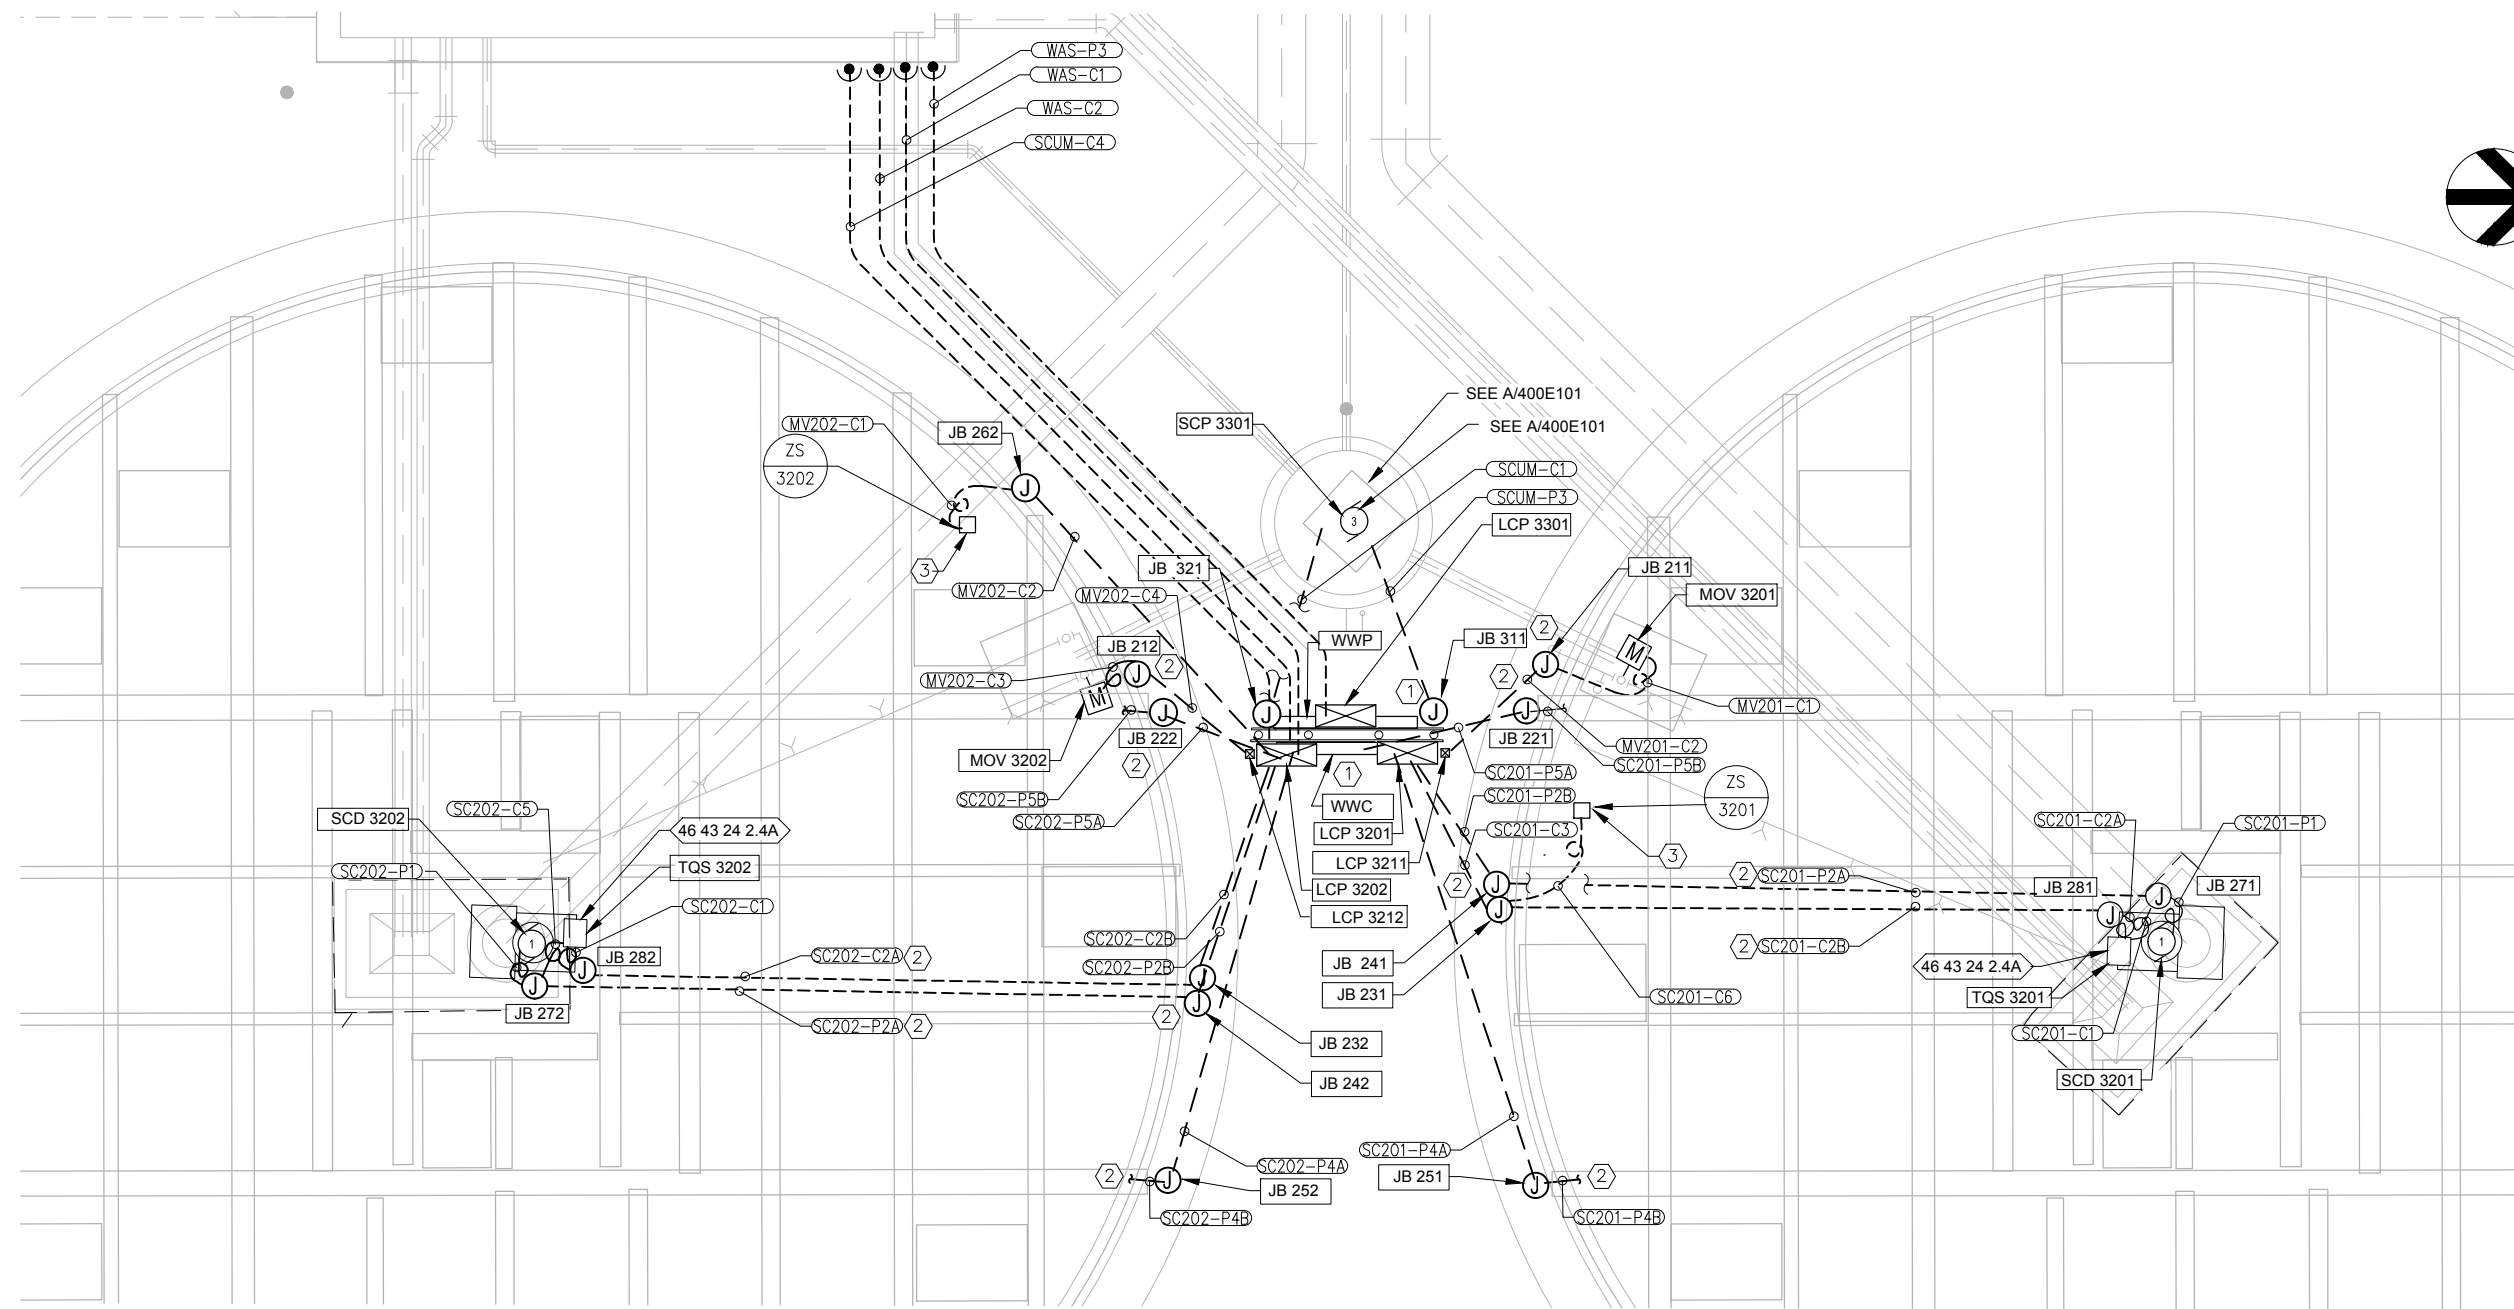 WAS-P3
WAS-C1
WAS-C2
SCUM-C4
SEE A/400E101
SCP 3301
MV202-C1
SEE A/400E101
JB 262
ZS
3202
SCUM-C1
SCUM-P3
LCP 3301
3
3
JB 321
JB 211
MV202-C2
MV202-C4
MOV 3201
2
WWP
JB 311
JB 212
2
M
MV202-C3
J
J
J
J
J
J
J
M
2
1
MV201-C1
JB 222
JB 221
MV201-C2
MOV 3202
2
1
SC201-P5B
SC201-P5A
ZS
3201
SC202-P5B
SC201-P2B
SC202-C5
WWC
SCD 3202
SC202-P5A
SC201-C3
SC201-C2A
SC201-P1
46 43 24 2.4A
LCP 3201
3
TQS 3202
LCP 3211
SC202-P1
2
SC201-P2A
2
JB 281
JB 271
LCP 3202
SC202-C1
LCP 3212
J
J
J
J
1
1
SC202-C2B
2
SC201-C2B
JB 282
SC202-C2A
2
SC202-P2B
JB 241
46 43 24 2.4A
J
J
J
J
JB 231
SC201-C6
TQS 3201
JB 272
SC202-P2A
2
2
SC201-C1
JB 232
JB 242
SCD 3201
SC201-P4A
SC202-P4A
2
J
JB 252
JB 251
J
2
SC202-P4B
SC201-P4B